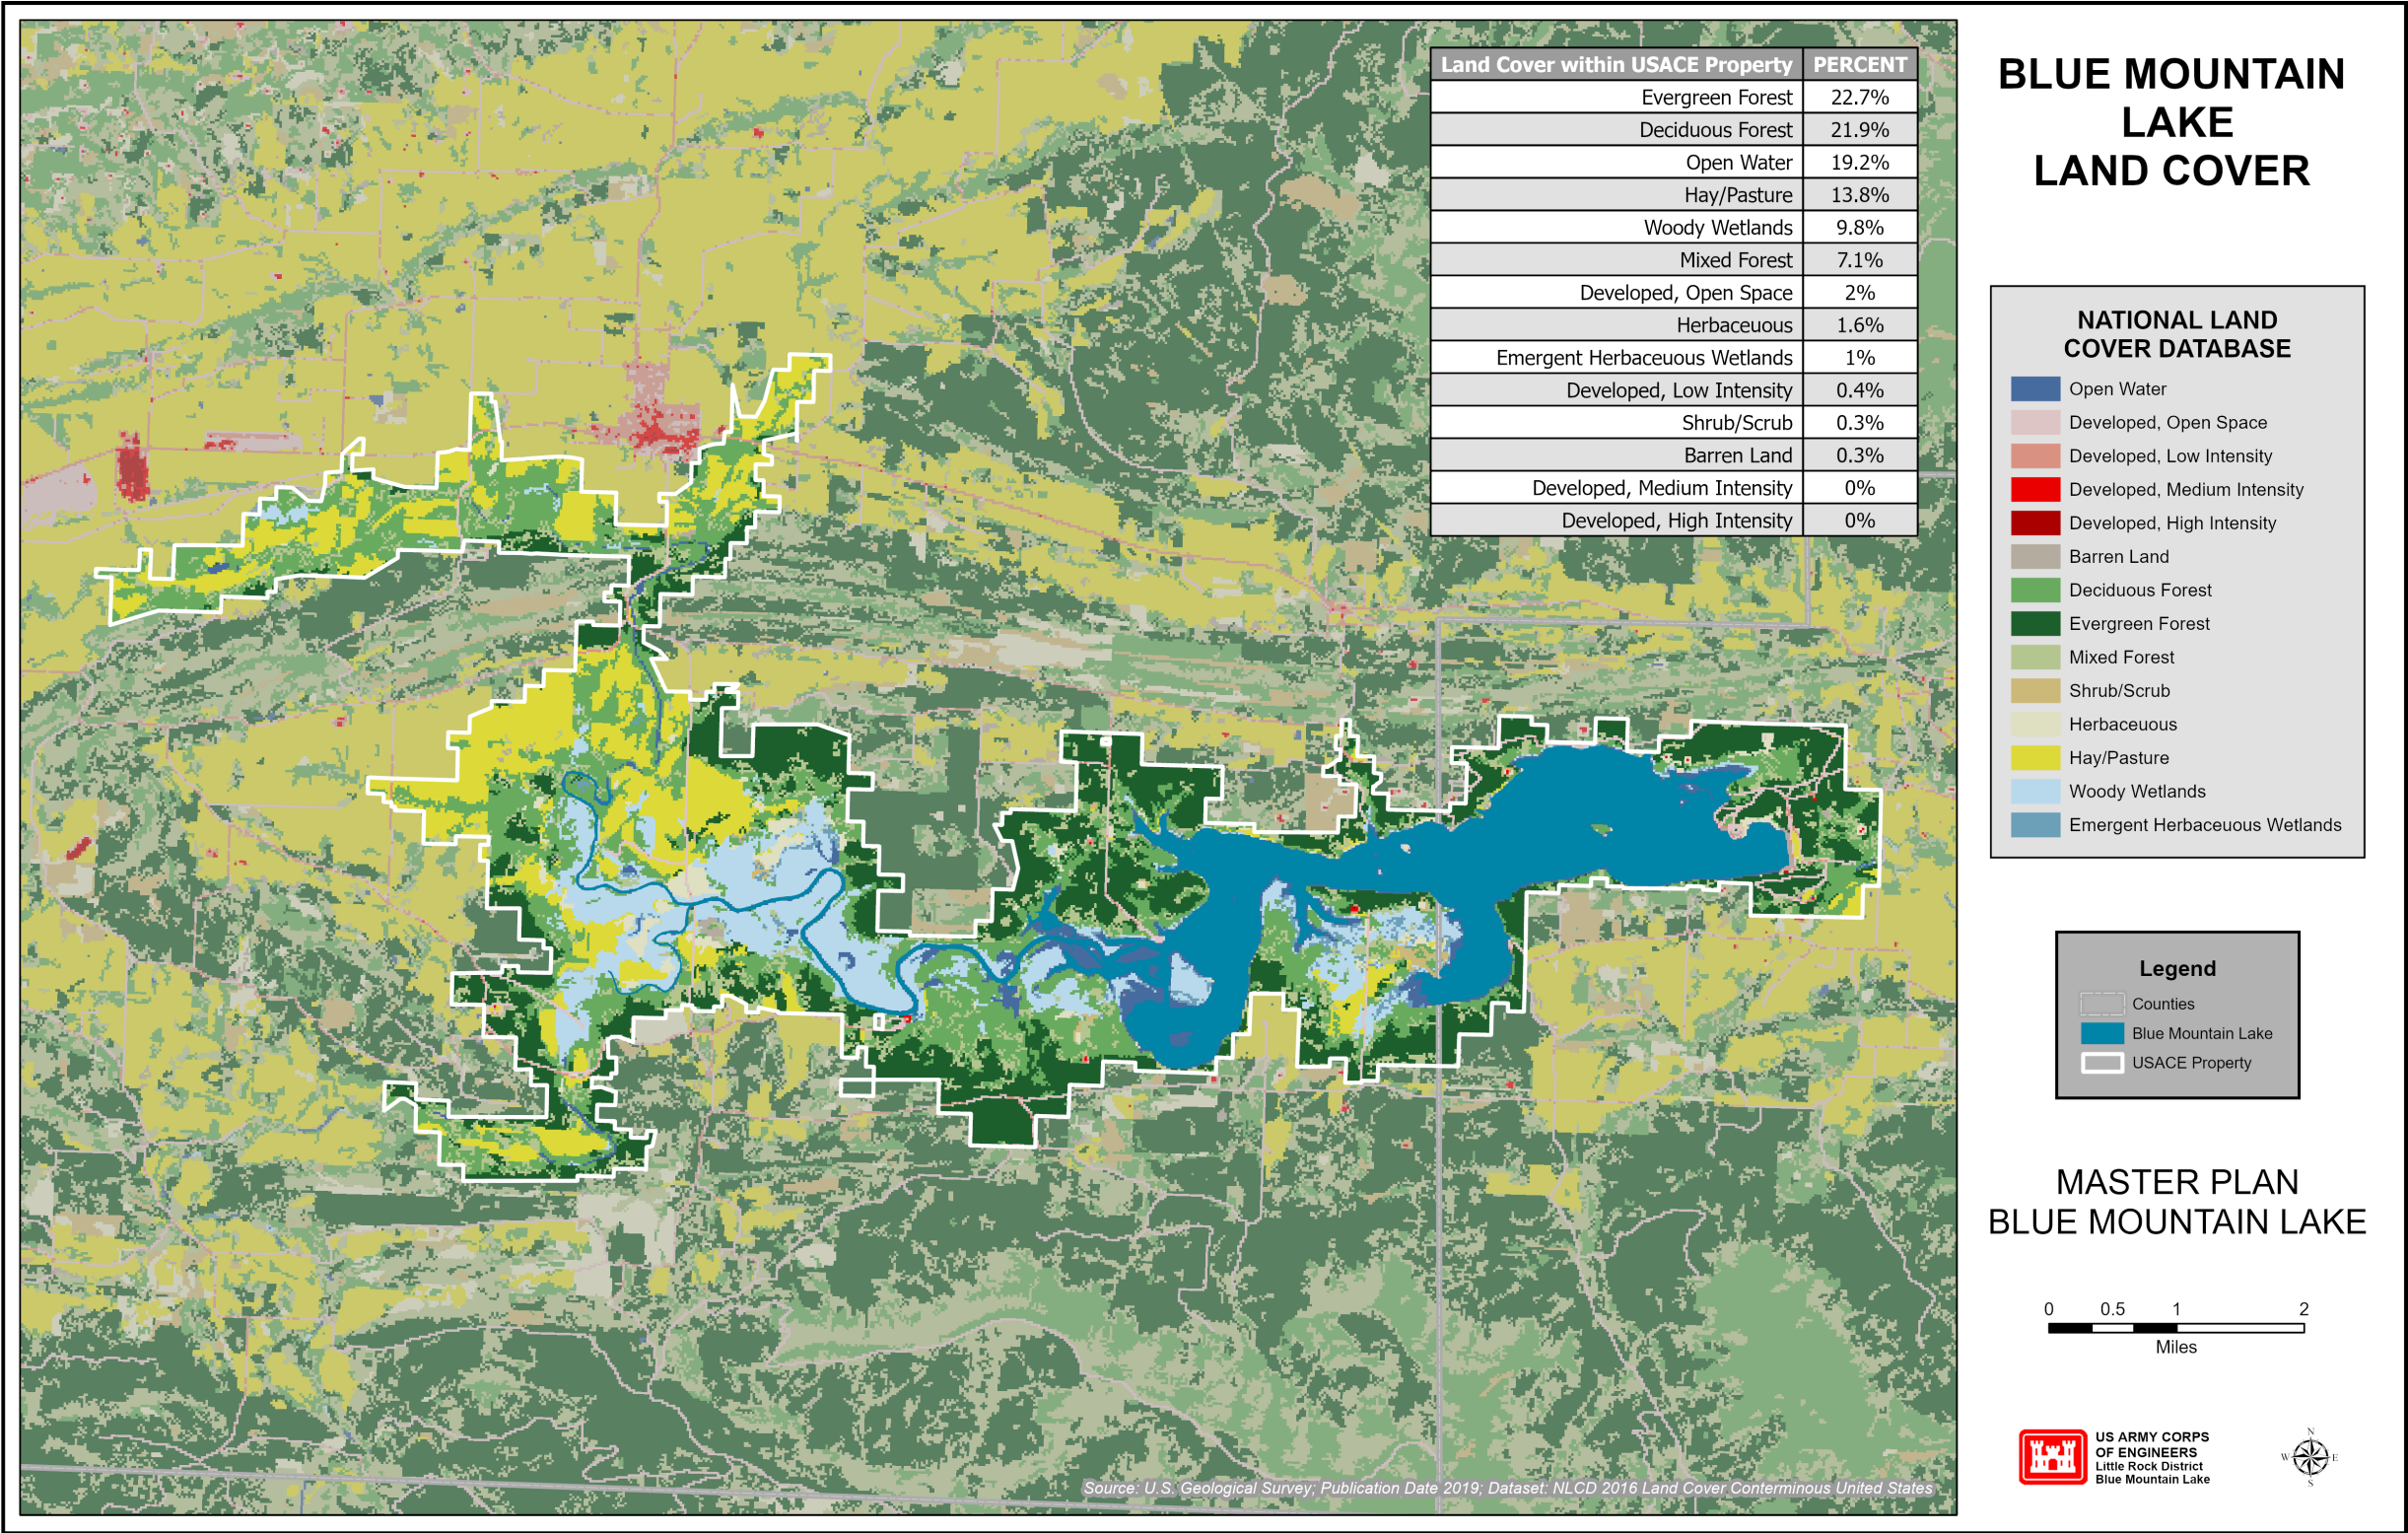 BLUE MOUNTAIN
LAKE
LAND COVER
Land Cover within USACE Property PERCENT
Evergreen Forest 22.7%
Deciduous Forest 21.9%
Open Water 19.2%
Hay/Pasture 13.8%
Woody Wetlands 9.8%
Mixed Forest 7.1%
Developed, Open Space 2%
Herbaceuous 1.6%
Emergent Herbaceuous Wetlands 1%
Developed, Low Intensity 0.4%
Shrub/Scrub 0.3%
Barren Land 0.3%
Developed, Medium Intensity 0%
Developed, High Intensity 0%
NATIONAL LAND
COVER DATABASE
Open Water
Developed, Open Space
Developed, Low Intensity
Developed, Medium Intensity
Developed, High Intensity
Barren Land
Deciduous Forest
Evergreen Forest
Mixed Forest
Shrub/Scrub
Herbaceuous
Hay/Pasture
Woody Wetlands
Emergent Herbaceuous Wetlands
Legend
Counties
Blue Mountain Lake
USACE Property
MASTER PLAN
BLUE MOUNTAIN LAKE
0 0.5 1 2
Miles
US ARMY CORPS
OF ENGINEERS
Little Rock District
Blue Mountain Lake
N
W E
S
Source: U.S. Geological Survey; Publication Date 2019; Dataset: NLCD 2016 Land Cover Conterminous United States